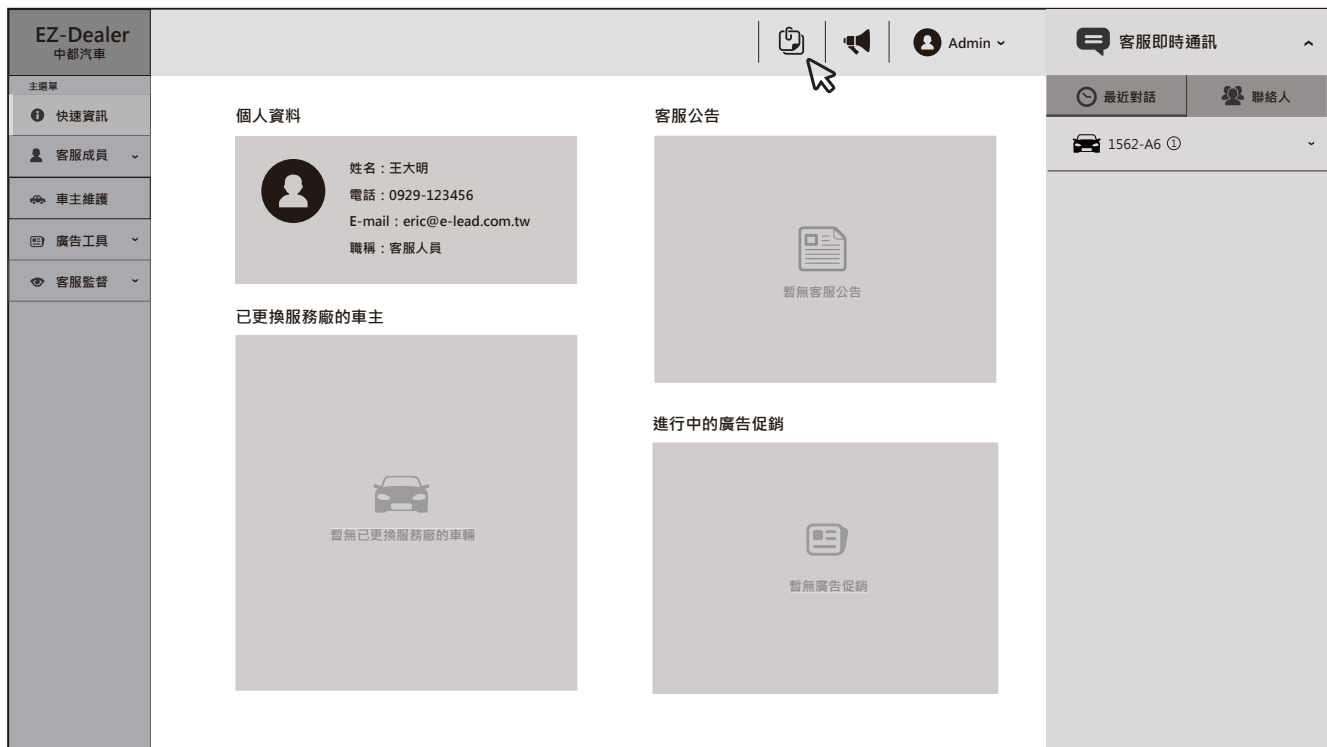 EZ-Dealer
中都汽車
Admin
主選單
快速資訊
客服成員
車主維護
廣告工具
客服監督
個人資料
姓名：王大明
電話：0929-123456
E-mail：eric@e-lead.com.tw
職稱：客服人員
已更換服務廠的車主
暫無已更換服務廠的車輛
客服公告
暫無客服公告
進行中的廣告促銷
暫無廣告促銷
客服即時通訊
最近對話
聯絡人
1562-A6 ①